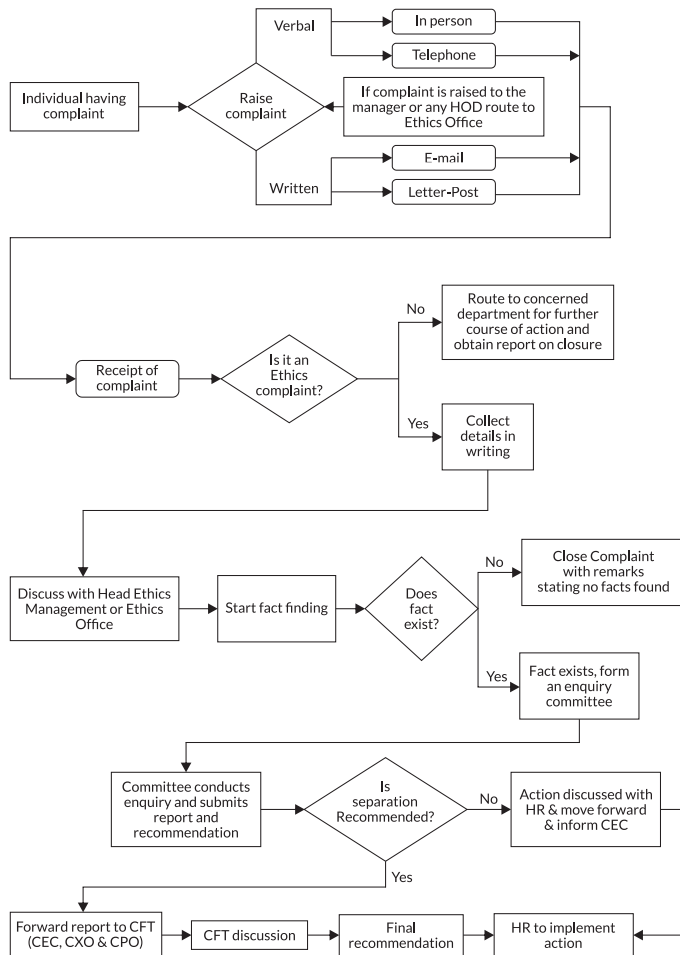 Verbal
In person
Telephone
Individual having
complaint
Raise
complaint
If complaint is raised to the
manager or any HOD route to
Ethics Office
Written
E-mail
Letter-Post
Receipt of
complaint
Is it an
Ethics
complaint?
No
Route to concerned
department for further
course of action and
obtain report on closure
Yes
Collect
details in
writing
Discuss with Head Ethics
Management or Ethics
Office
Start fact finding
Does
fact
exist?
No
Close Complaint
with remarks
stating no facts found
Yes
Fact exists, form
an enquiry
committee
Committee conducts
enquiry and submits
report and
recommendation
Is
separation
Recommended?
No
Action discussed with
HR & move forward
& inform CEC
Yes
Forward report to CFT
(CEC, CXO & CPO)
CFT discussion
Final
recommendation
HR to implement
action